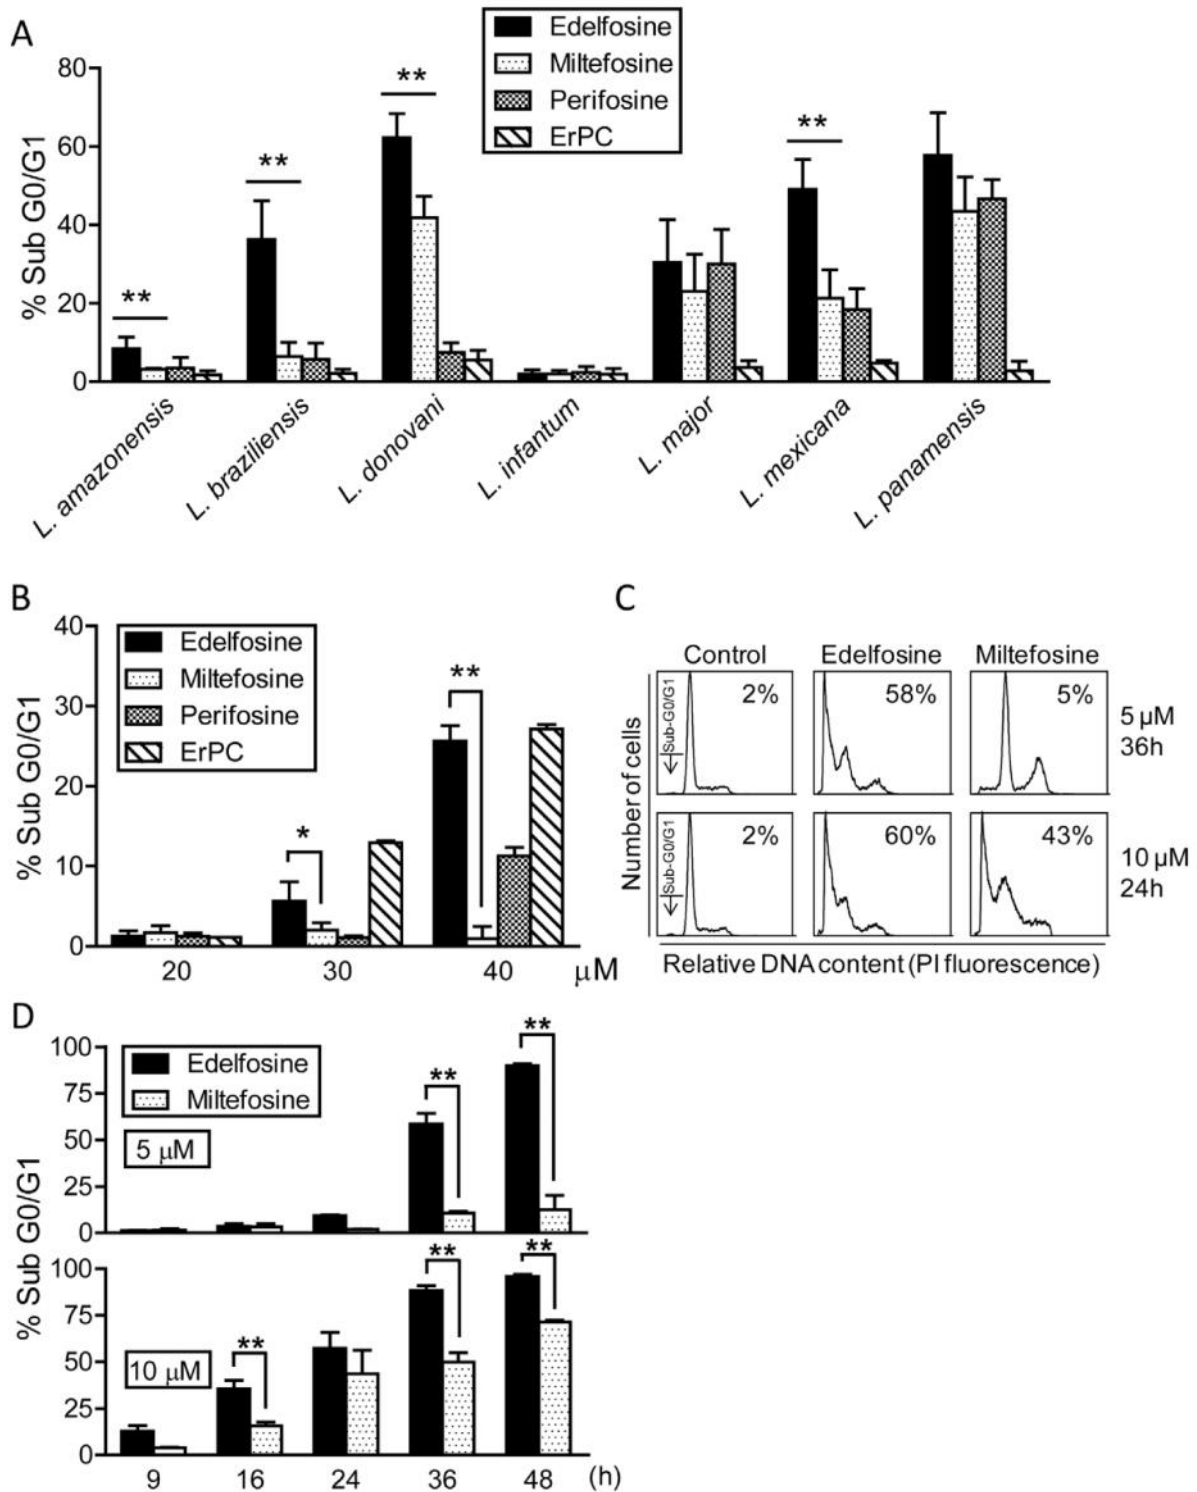 A
Edelfosine
Miltefosine
Perifosine
ErPC
% Sub G0/G1
80
60
40
20
0
**
**
**
**
L. amazonensis
L. braziliensis
L. donovani
L. infantum
L. major
L. mexicana
L. panamensis
B
Edelfosine
Miltefosine
Perifosine
ErPC
% Sub G0/G1
40
30
20
10
0
*
**
20 30 40 μM
C
Control Edelfosine Miltefosine
Number of cells
Sub-G0/G1
2% 58% 5%
5 μM
36h
Sub-G0/G1
2% 60% 43%
10 μM
24h
Relative DNA content (PI fluorescence)
D
Edelfosine
Miltefosine
5 μM
% Sub G0/G1
100
75
50
25
0
**
**
10 μM
% Sub G0/G1
100
75
50
25
0
**
**
**
9 16 24 36 48 (h)